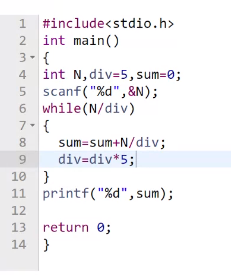 1 #include<stdio.h>
2 int main()
3 {
4 int N,div=5,sum=0;
5 scanf("%d",&N);
6 while(N/div)
7 {
8 sum=sum+N/div;
9 div=div*5;
10 }
11 printf("%d",sum);
12
13 return 0;
14 }